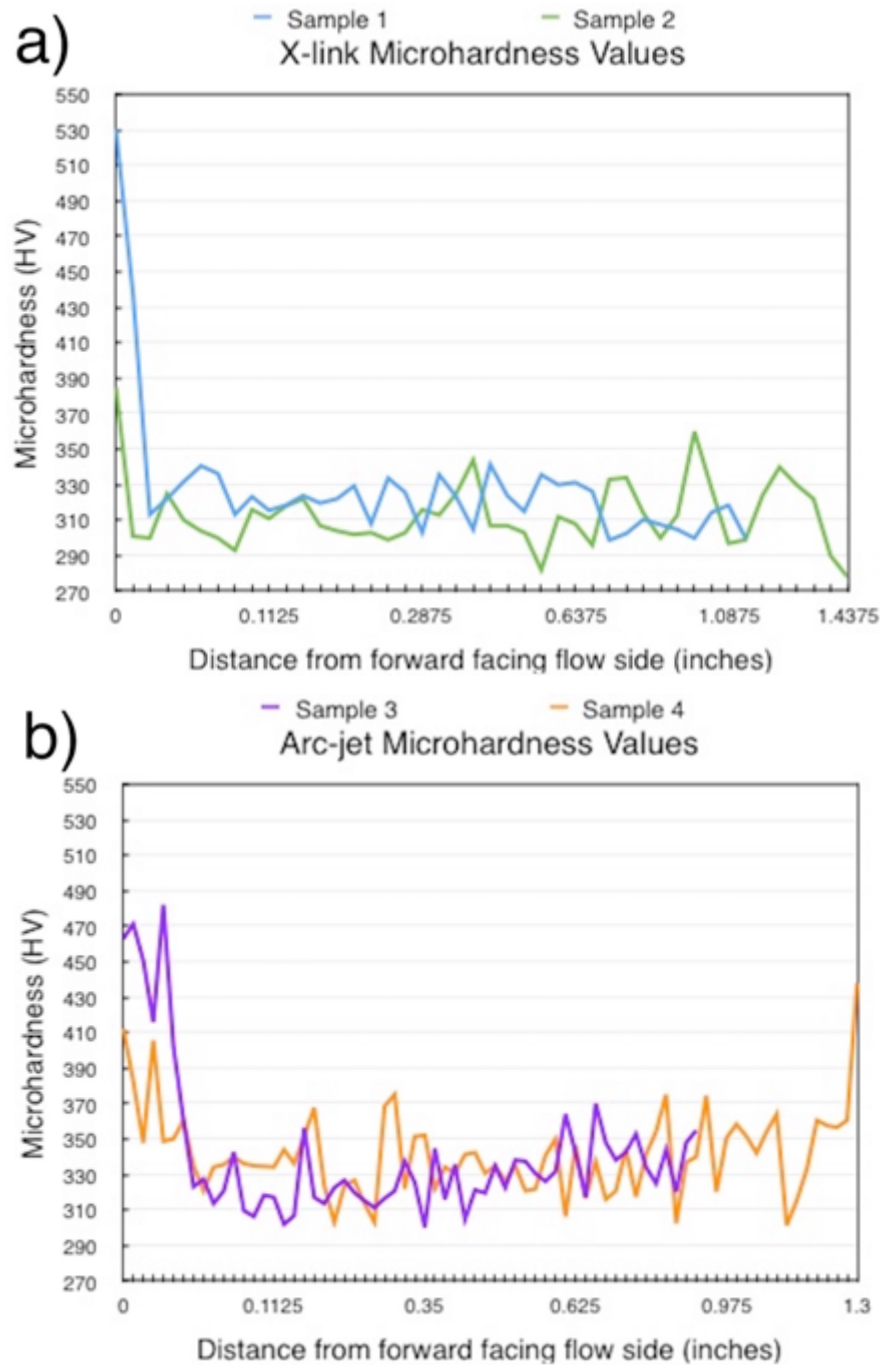 a)
Sample 1 Sample 2
X-link Microhardness Values
550
530
510
490
470
450
430
410
390
370
350
330
310
290
270
Microhardness (HV)
0 0.1125 0.2875 0.6375 1.0875 1.4375
Distance from forward facing flow side (inches)
b)
Sample 3 Sample 4
Arc-jet Microhardness Values
550
530
510
490
470
450
430
410
390
370
350
330
310
290
270
Microhardness (HV)
0 0.1125 0.35 0.625 0.975 1.3
Distance from forward facing flow side (inches)